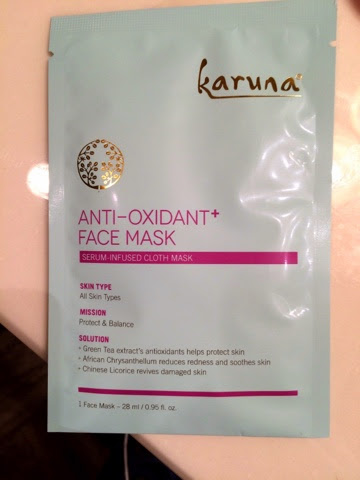 karuna®
ANTI-OXIDANT+
FACE MASK
SERUM-INFUSED CLOTH MASK
SKIN TYPE
All Skin Types
MISSION
Protect & Balance
SOLUTION
• Green Tea extract's antioxidants helps protect skin
• African Chrysanthellum reduces redness and soothes skin
• Chinese Licorice revives damaged skin
1 Face Mask – 28 ml / 0.95 fl. oz.